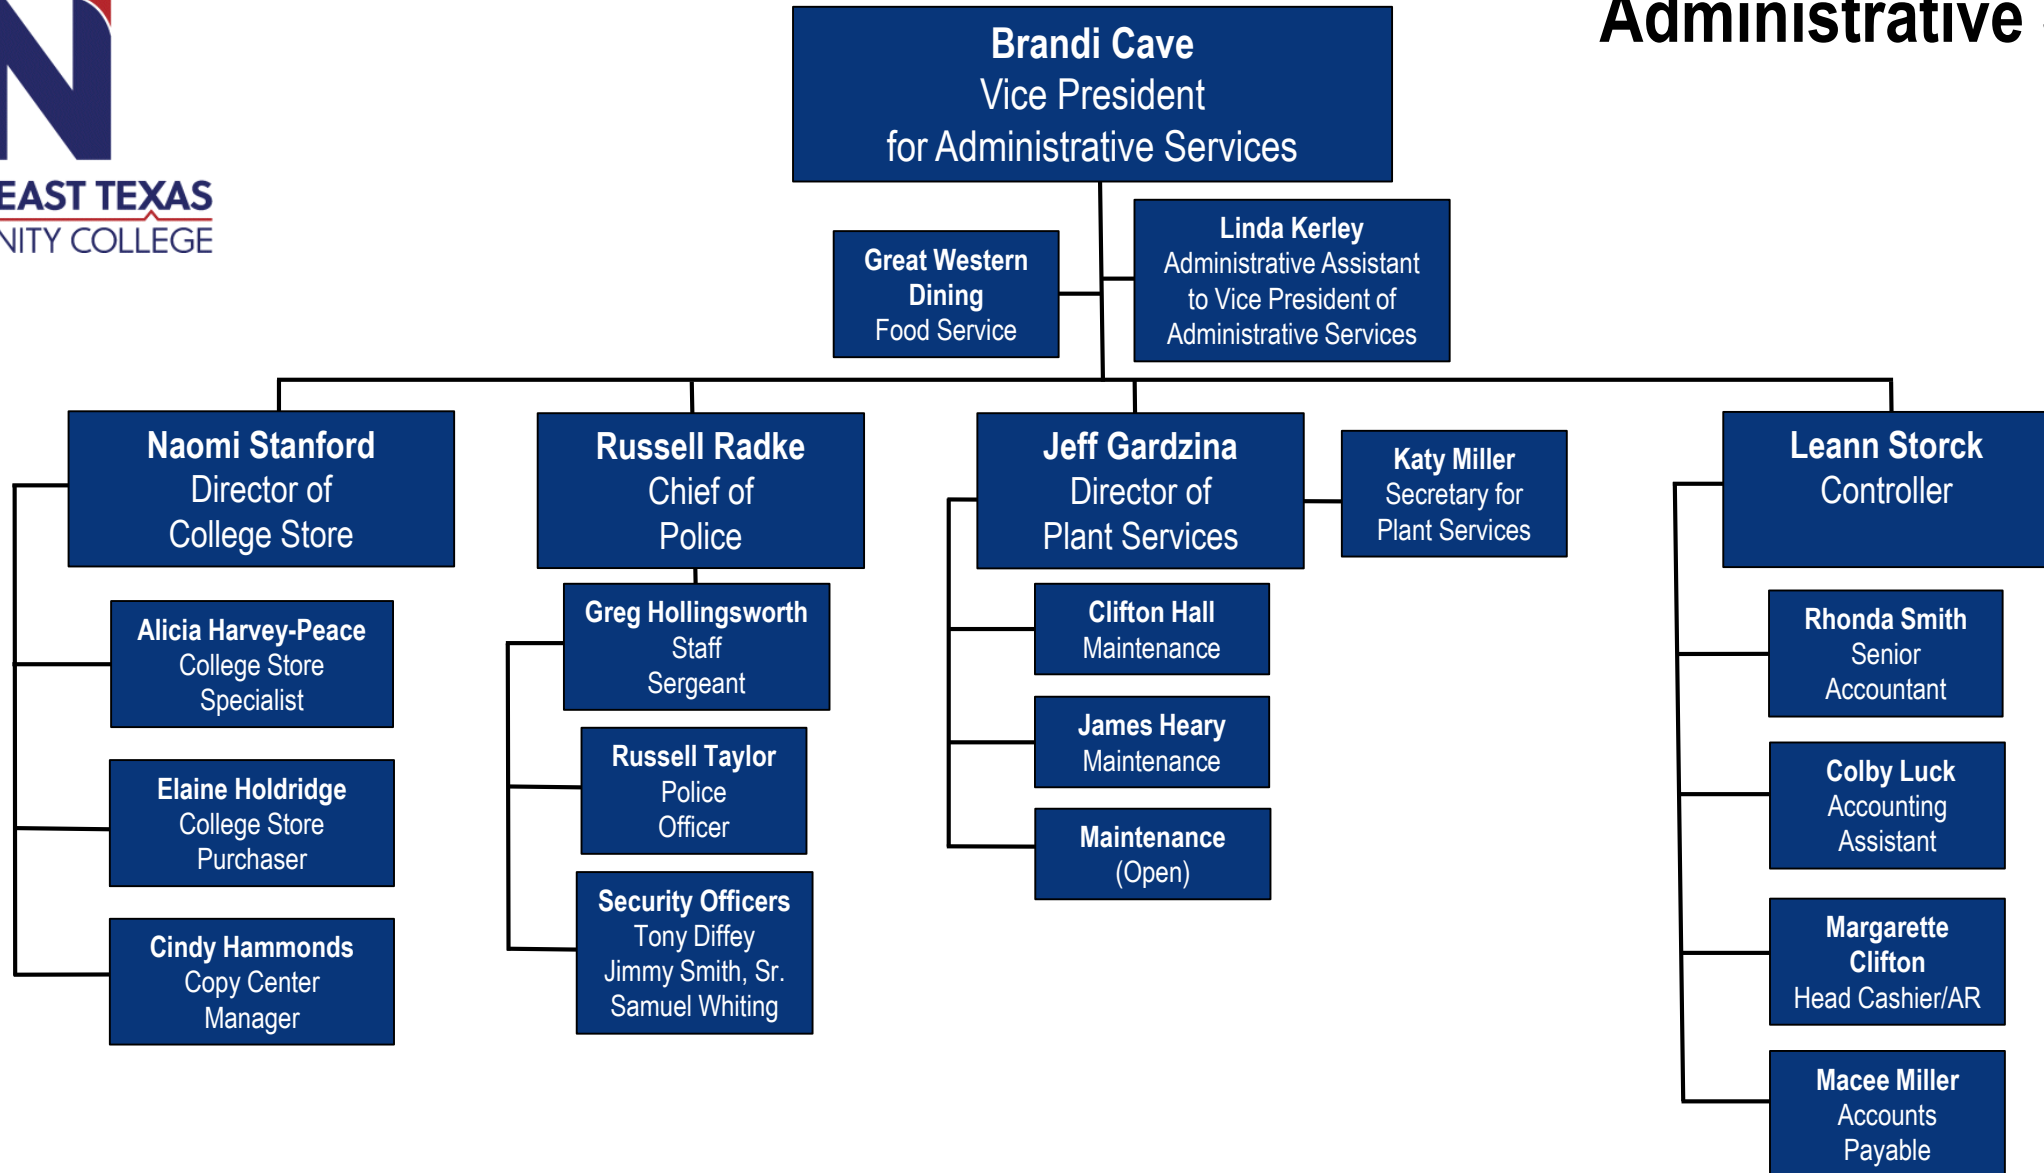 Administrative
EAST TEXAS
NITY COLLEGE
Brandi Cave
Vice President
for Administrative Services
Great Western
Dining
Food Service
Linda Kerley
Administrative Assistant
to Vice President of
Administrative Services
Naomi Stanford
Director of
College Store
Alicia Harvey-Peace
College Store
Specialist
Elaine Holdridge
College Store
Purchaser
Cindy Hammonds
Copy Center
Manager
Russell Radke
Chief of
Police
Greg Hollingsworth
Staff
Sergeant
Russell Taylor
Police
Officer
Security Officers
Tony Diffey
Jimmy Smith, Sr.
Samuel Whiting
Jeff Gardzina
Director of
Plant Services
Katy Miller
Secretary for
Plant Services
Clifton Hall
Maintenance
James Heary
Maintenance
Maintenance
(Open)
Leann Storck
Controller
Rhonda Smith
Senior
Accountant
Colby Luck
Accounting
Assistant
Margarette
Clifton
Head Cashier/AR
Macee Miller
Accounts
Payable